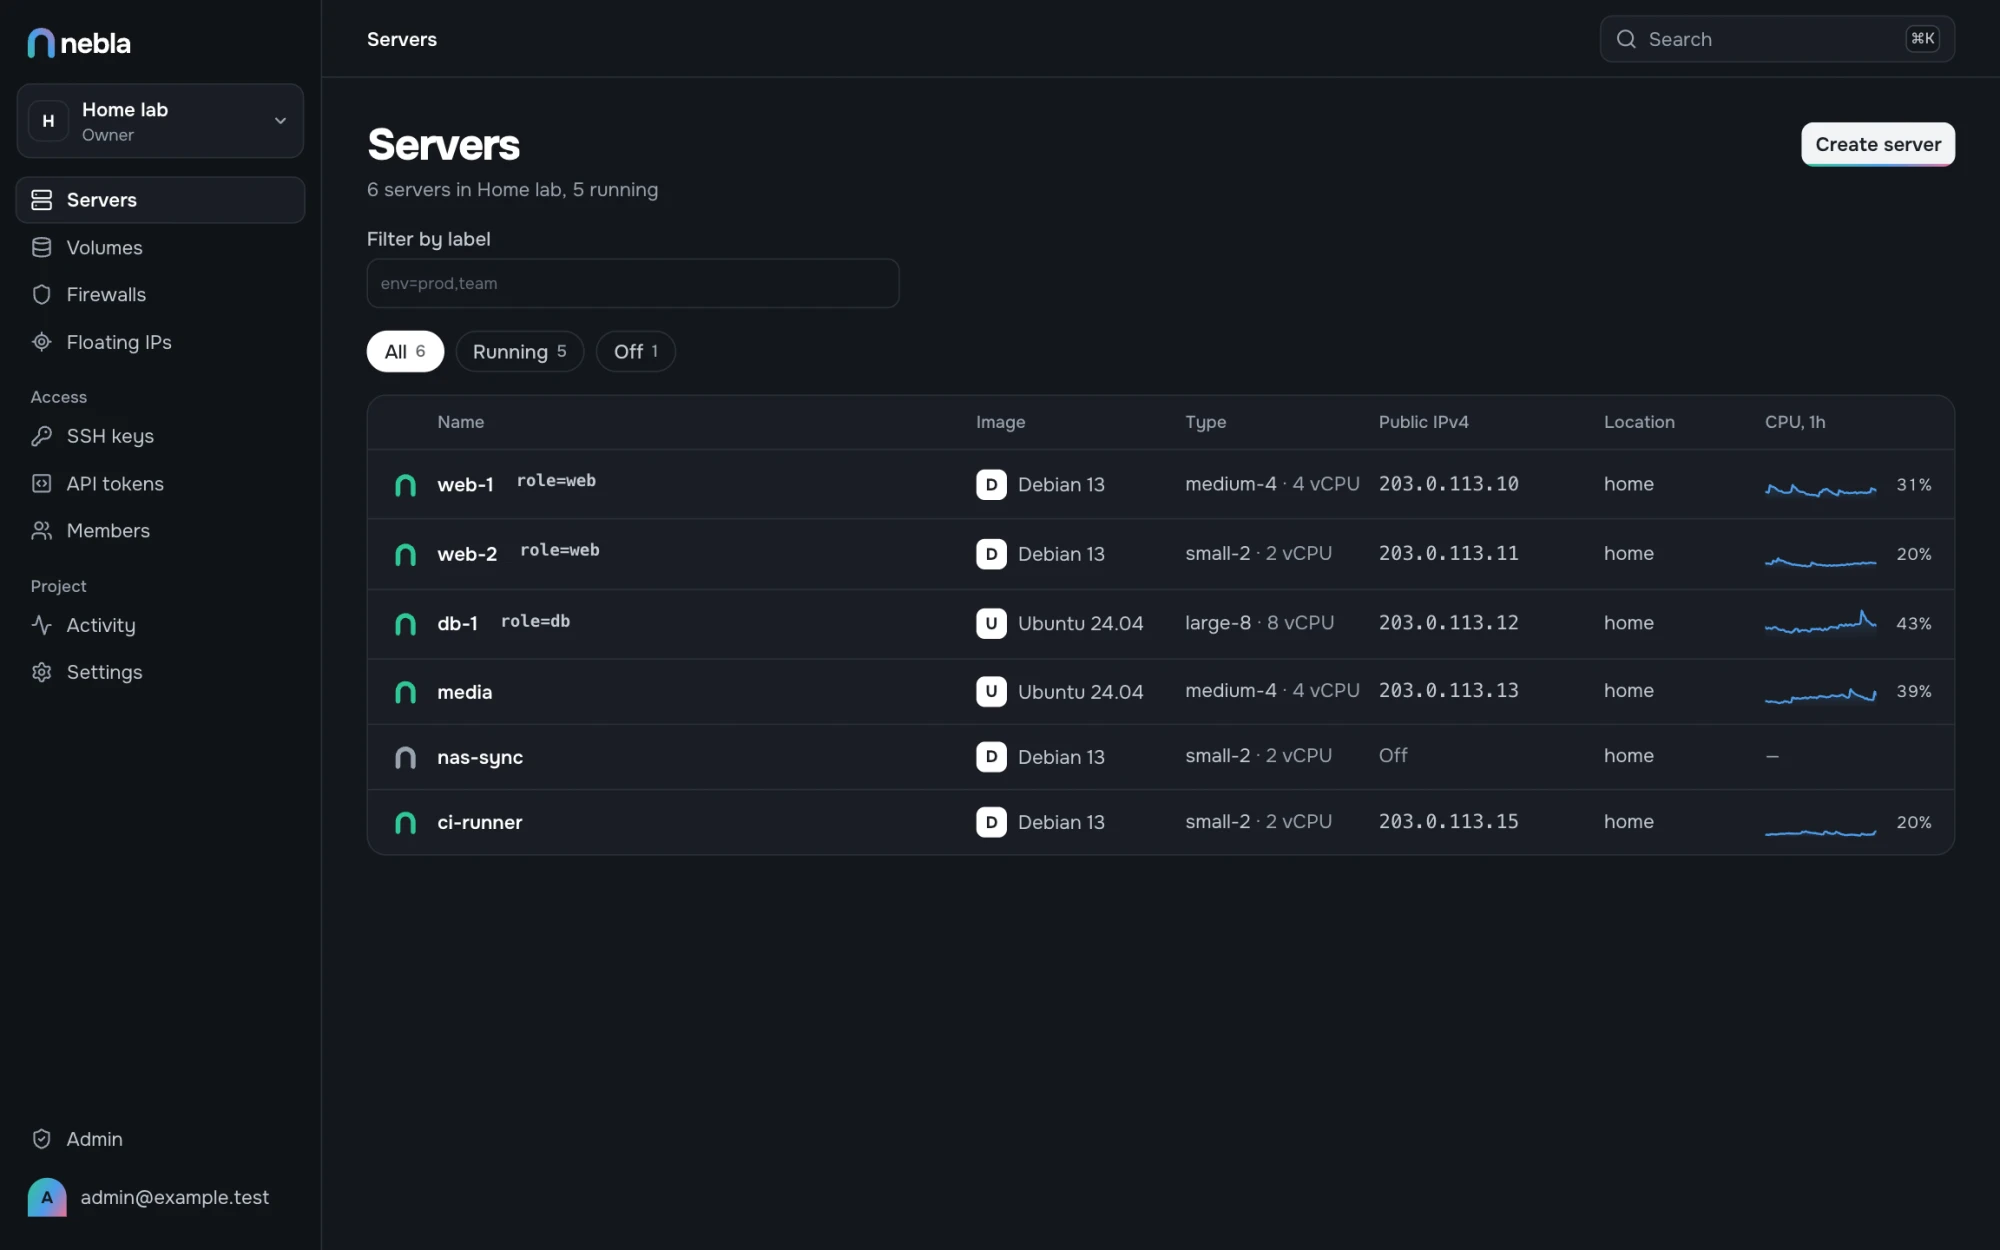 nebla
H
Home lab
Owner
Servers
Volumes
Firewalls
Floating IPs
Access
SSH keys
API tokens
Members
Project
Activity
Settings
Admin
A
admin@example.test
Servers
Search
⌘K
Servers
Create server
6 servers in Home lab, 5 running
Filter by label
env=prod,team
All 6 Running 5 Off 1
Name Image Type Public IPv4 Location CPU, 1h
web-1 role=web D Debian 13 medium-4 · 4 vCPU 203.0.113.10 home 31%
web-2 role=web D Debian 13 small-2 · 2 vCPU 203.0.113.11 home 20%
db-1 role=db U Ubuntu 24.04 large-8 · 8 vCPU 203.0.113.12 home 43%
media U Ubuntu 24.04 medium-4 · 4 vCPU 203.0.113.13 home 39%
nas-sync D Debian 13 small-2 · 2 vCPU Off home —
ci-runner D Debian 13 small-2 · 2 vCPU 203.0.113.15 home 20%